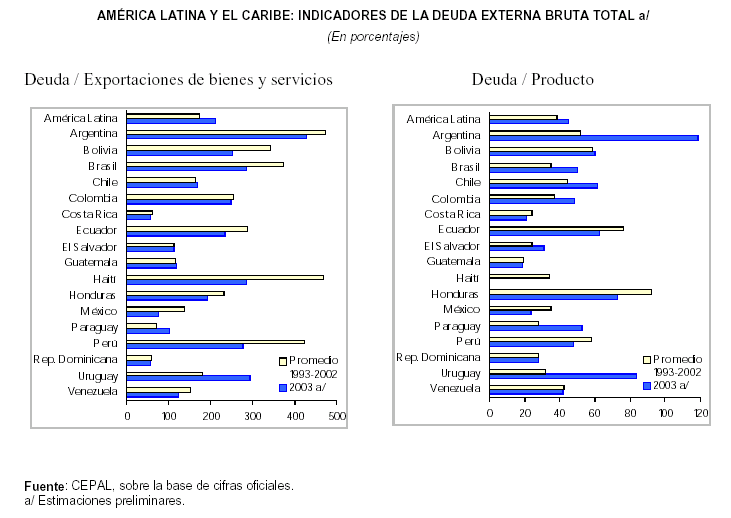 AMÉRICA LATINA Y EL CARIBE: INDICADORES DE LA DEUDA EXTERNA BRUTA TOTAL a/
(En porcentajes)
Deuda / Exportaciones de bienes y servicios
América Latina
Argentina
Bolivia
Brasil
Chile
Colombia
Costa Rica
Ecuador
El Salvador
Guatemala
Haití
Honduras
México
Paraguay
Perú
Rep. Dominicana
Uruguay
Venezuela
Promedio
1993-2002
2003 a/
0 100 200 300 400 500
Deuda / Producto
América Latina
Argentina
Bolivia
Brasil
Chile
Colombia
Costa Rica
Ecuador
El Salvador
Guatemala
Haití
Honduras
México
Paraguay
Perú
Rep. Dominicana
Uruguay
Venezuela
Promedio
1993-2002
2003 a/
0 20 40 60 80 100 120
Fuente: CEPAL, sobre la base de cifras oficiales.
a/ Estimaciones preliminares.